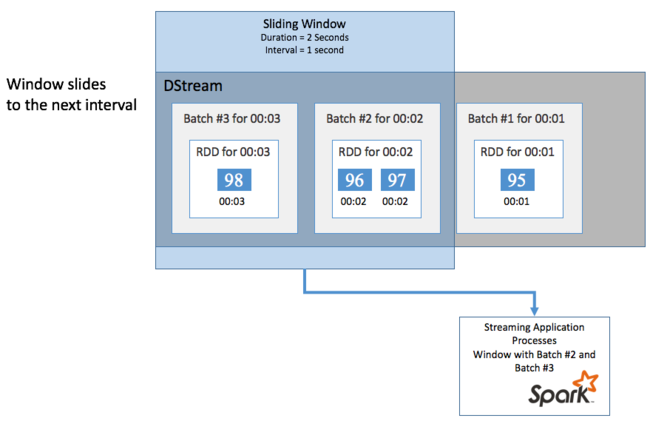 Sliding Window
Duration = 2 Seconds
Interval = 1 second
Window slides
to the next interval
DStream
Batch #3 for 00:03
Batch #2 for 00:02
Batch #1 for 00:01
RDD for 00:03
RDD for 00:02
RDD for 00:01
98
96
97
95
00:03
00:02
00:02
00:01
Streaming Application
Processes
Window with Batch #2 and
Batch #3
Spark